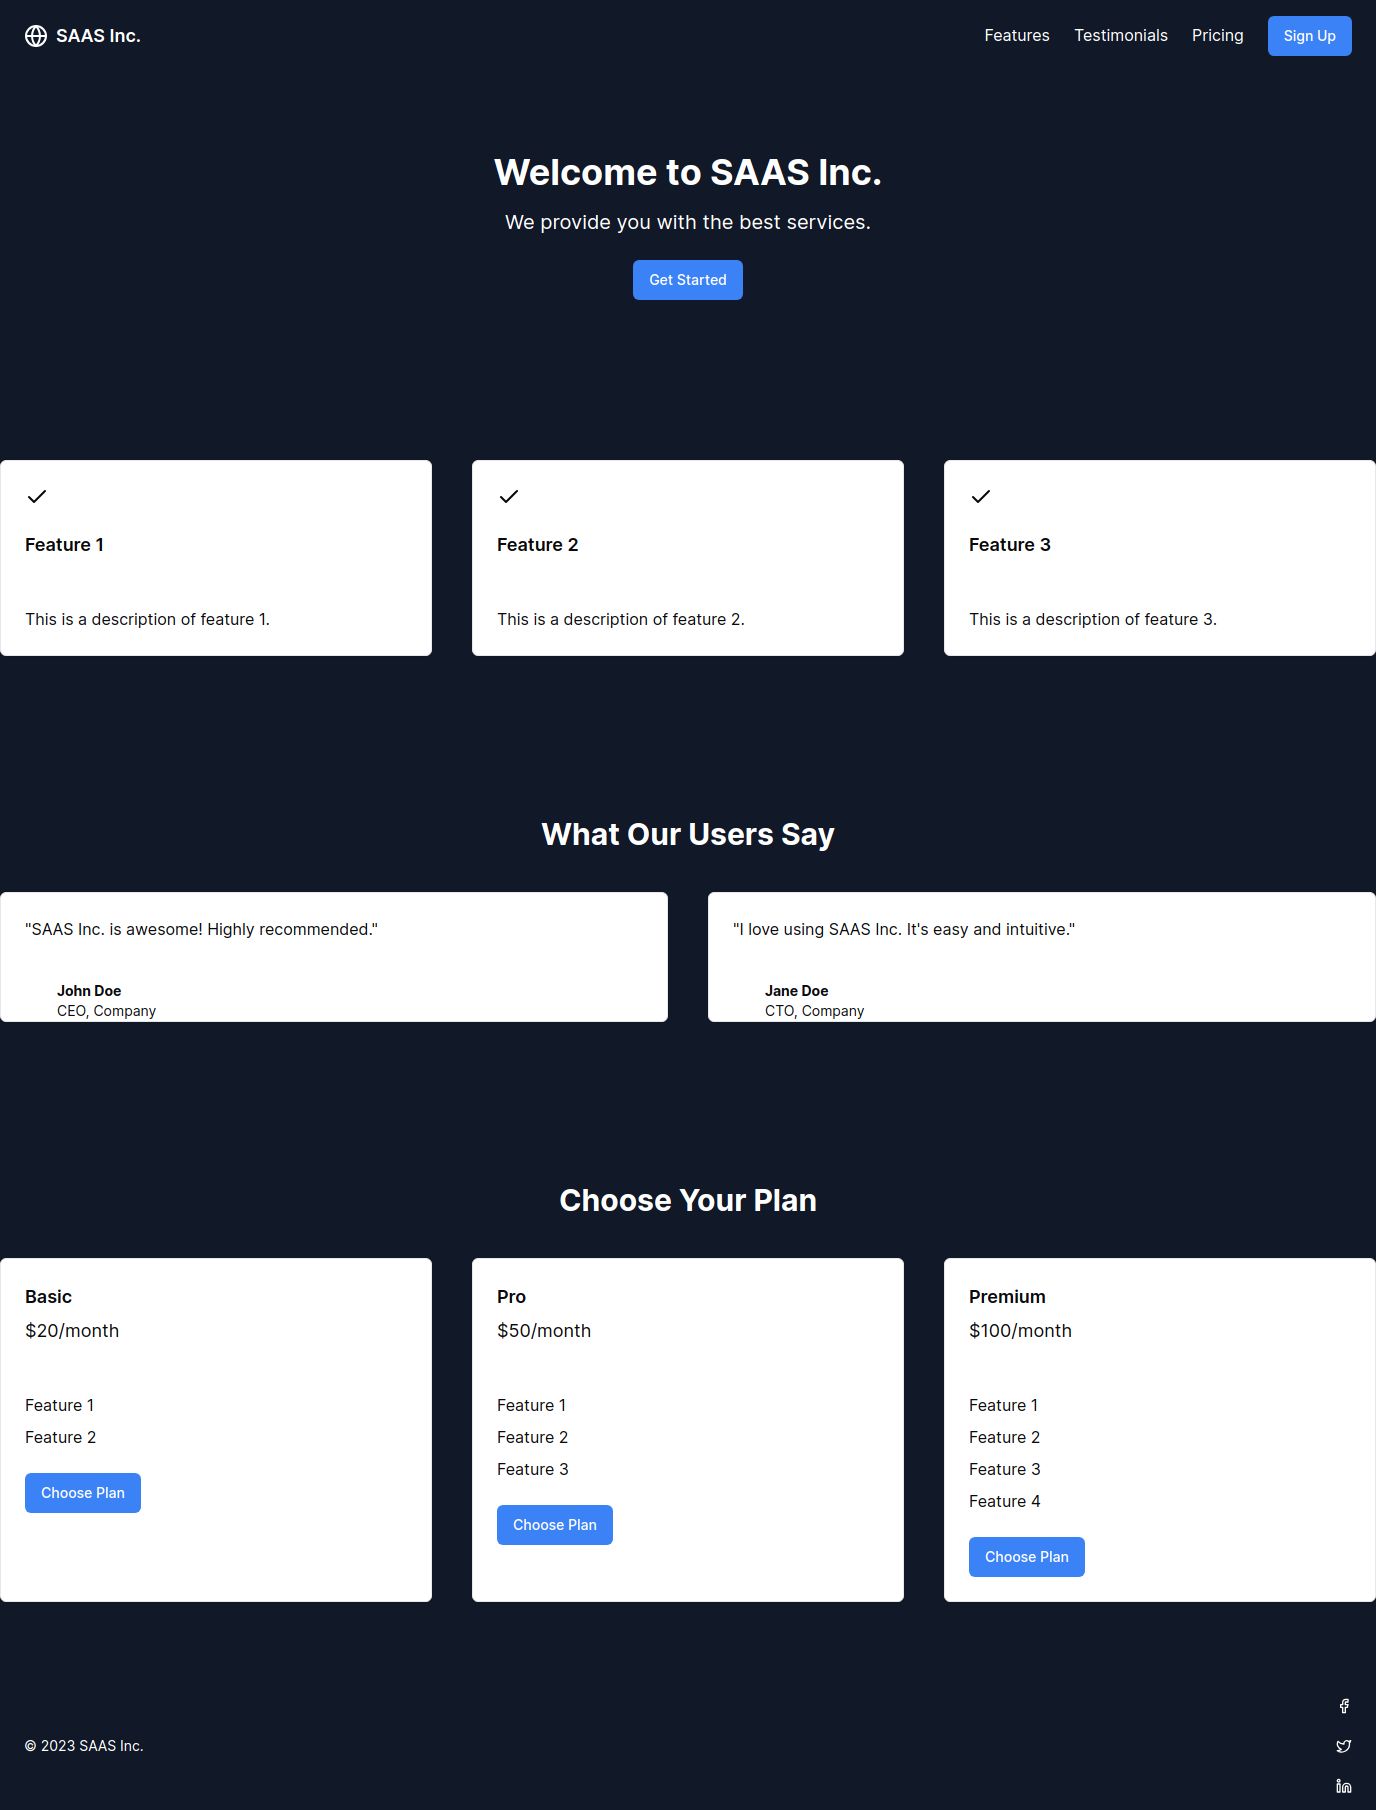 SAAS Inc.
Features Testimonials Pricing Sign Up
Welcome to SAAS Inc.
We provide you with the best services.
Get Started
Feature 1
This is a description of feature 1.
Feature 2
This is a description of feature 2.
Feature 3
This is a description of feature 3.
What Our Users Say
"SAAS Inc. is awesome! Highly recommended."
John Doe
CEO, Company
"I love using SAAS Inc. It's easy and intuitive."
Jane Doe
CTO, Company
Choose Your Plan
Basic
$20/month
Feature 1
Feature 2
Choose Plan
Pro
$50/month
Feature 1
Feature 2
Feature 3
Choose Plan
Premium
$100/month
Feature 1
Feature 2
Feature 3
Feature 4
Choose Plan
© 2023 SAAS Inc.